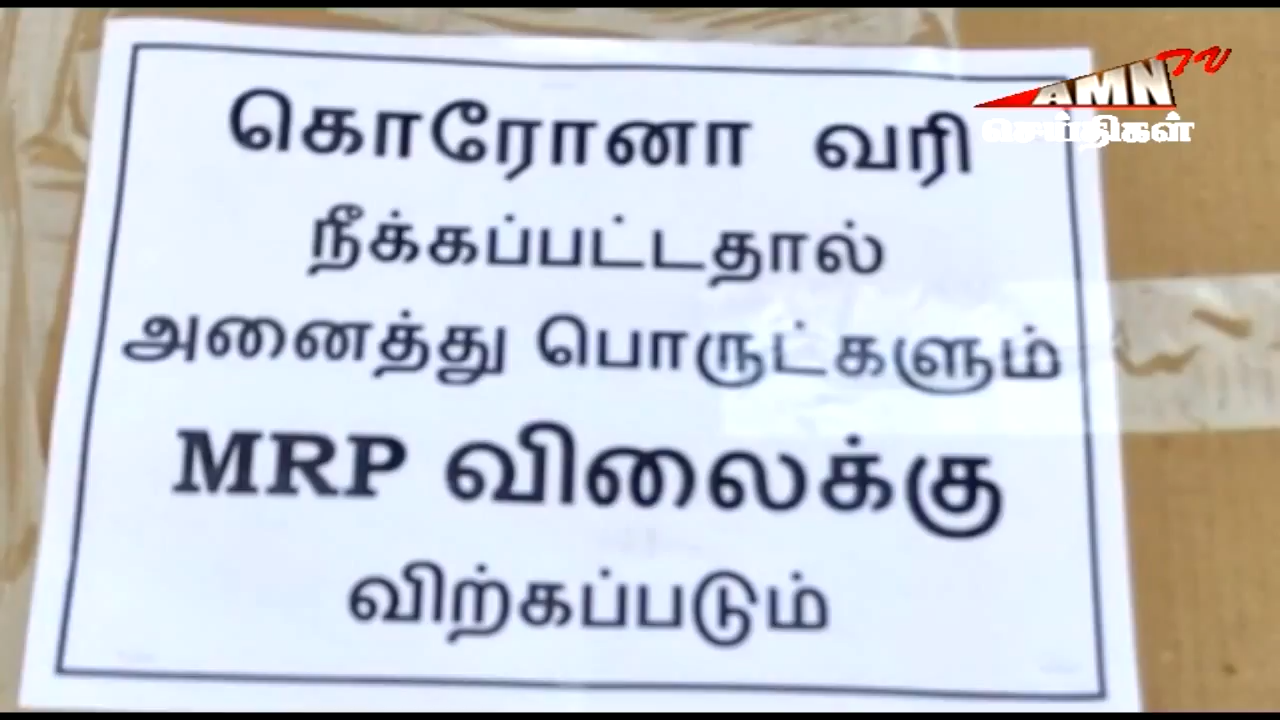 கொரோனா வரி
நீக்கப்பட்டதால்
அனைத்து பொருட்களும்
MRP விலைக்கு
விற்கப்படும்
AMN TV
செய்திகள்